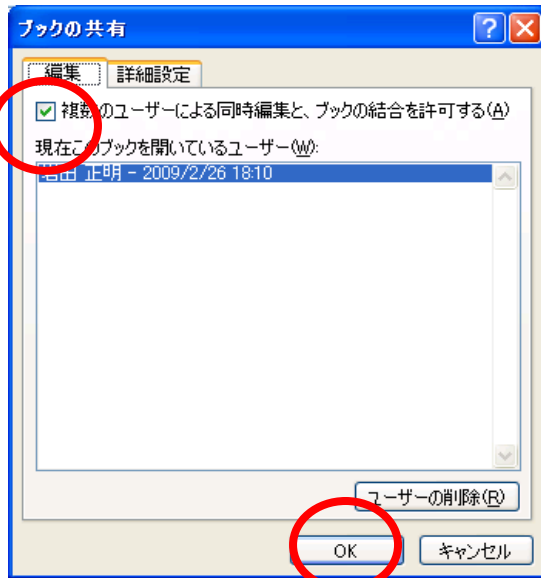 ブックの共有
編集 詳細設定
複数のユーザーによる同時編集と、ブックの結合を許可する(A)
現在このブックを開いているユーザー(W):
岩田 正明 - 2009/2/26 18:10
ユーザーの削除(R)
OK キャンセル